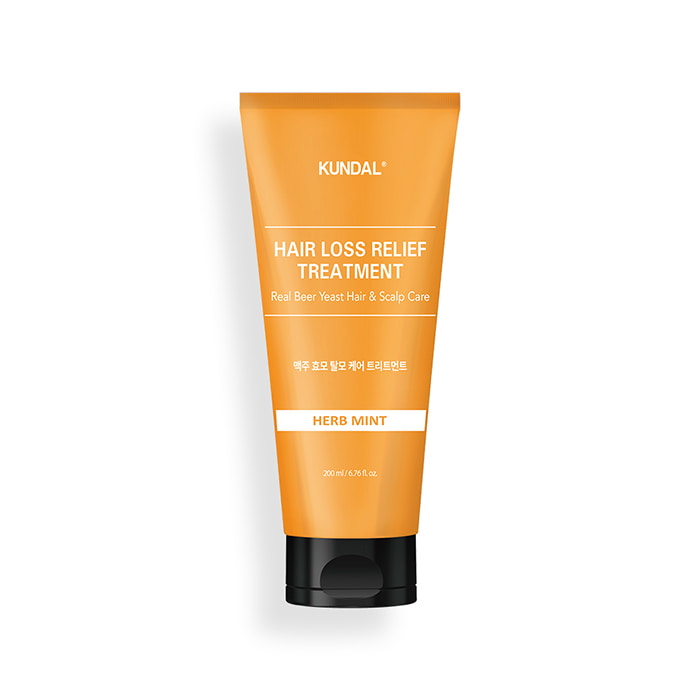 KUNDAL®
HAIR LOSS RELIEF
TREATMENT
Real Beer Yeast Hair & Scalp Care
맥주 효모 탈모 케어 트리트먼트
HERB MINT
200 ml / 6.76 fl. oz.